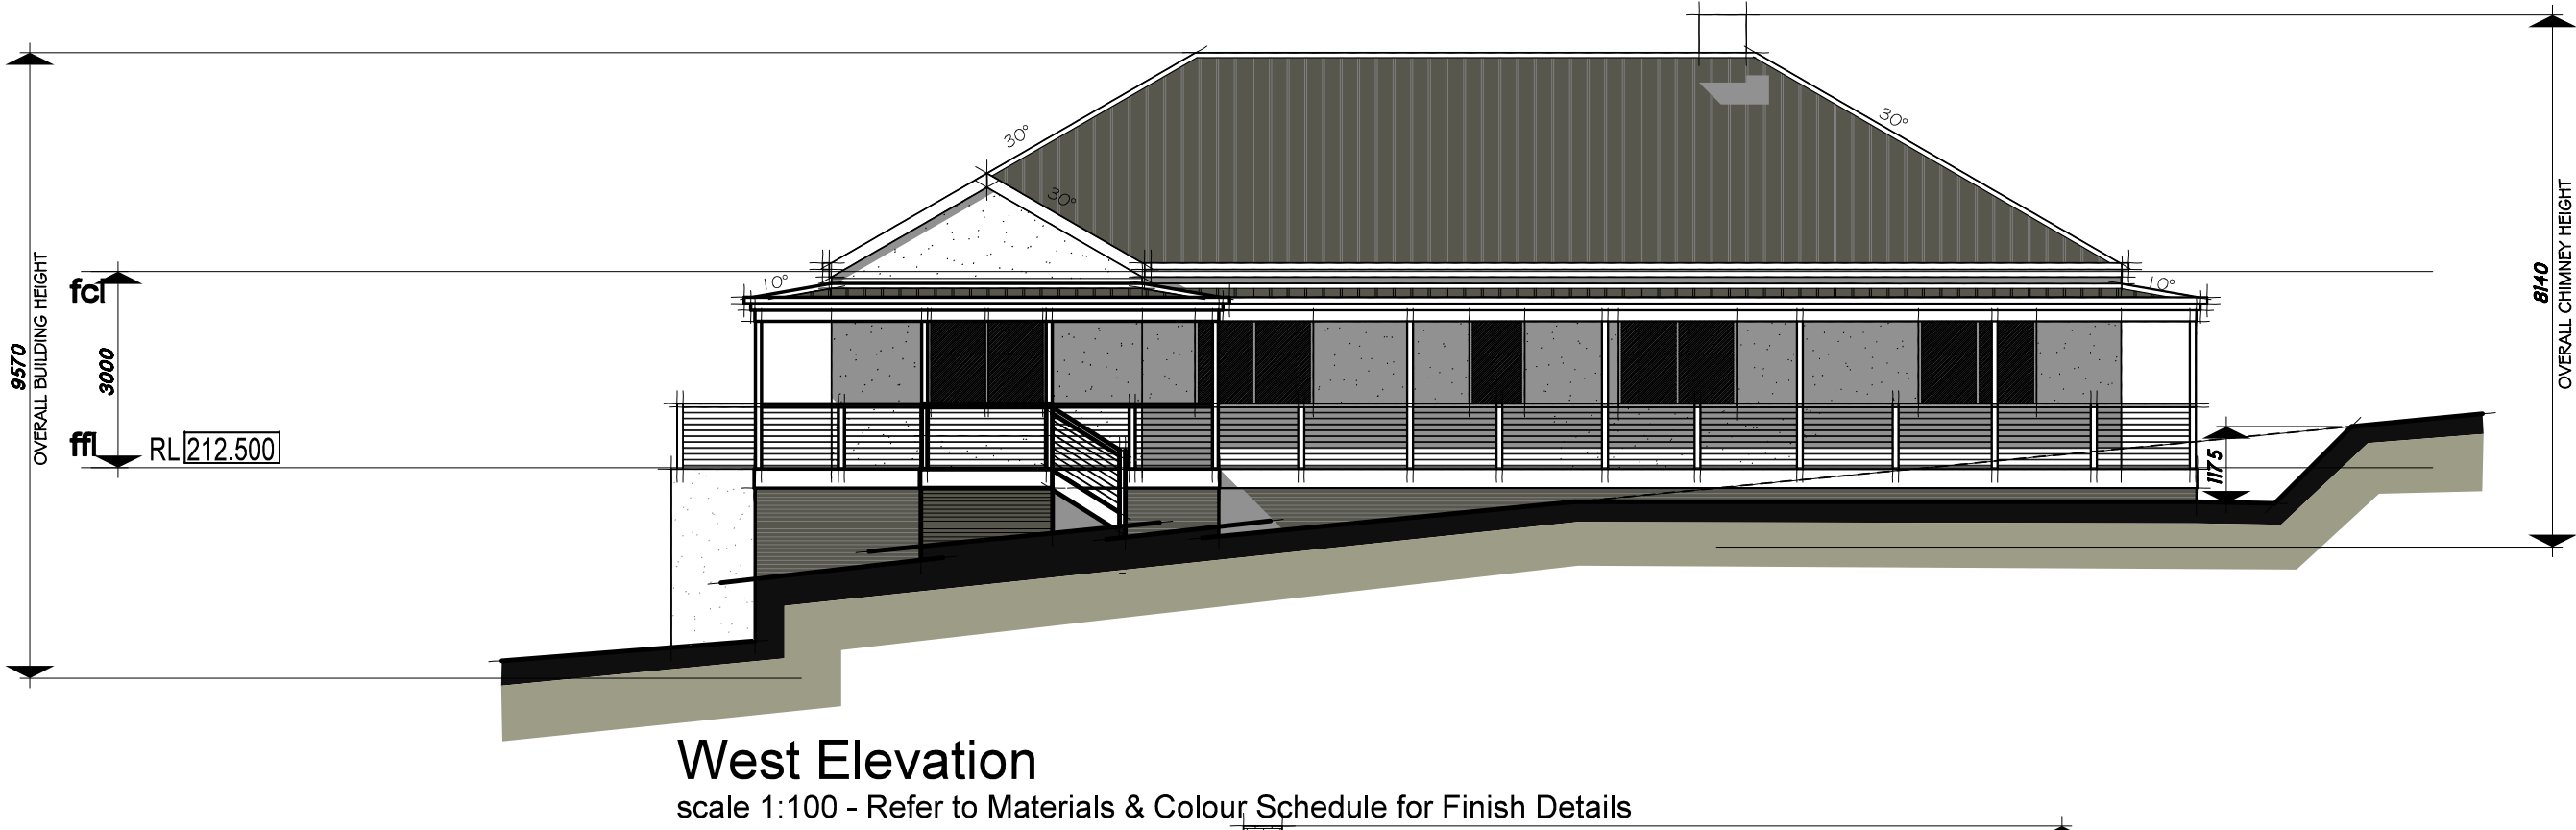 30°
30°
30°
10°
10°
fcl
3000
ffl
RL 212.500
9570
OVERALL BUILDING HEIGHT
8140
OVERALL CHIMNEY HEIGHT
1175
West Elevation
scale 1:100 - Refer to Materials & Colour Schedule for Finish Details